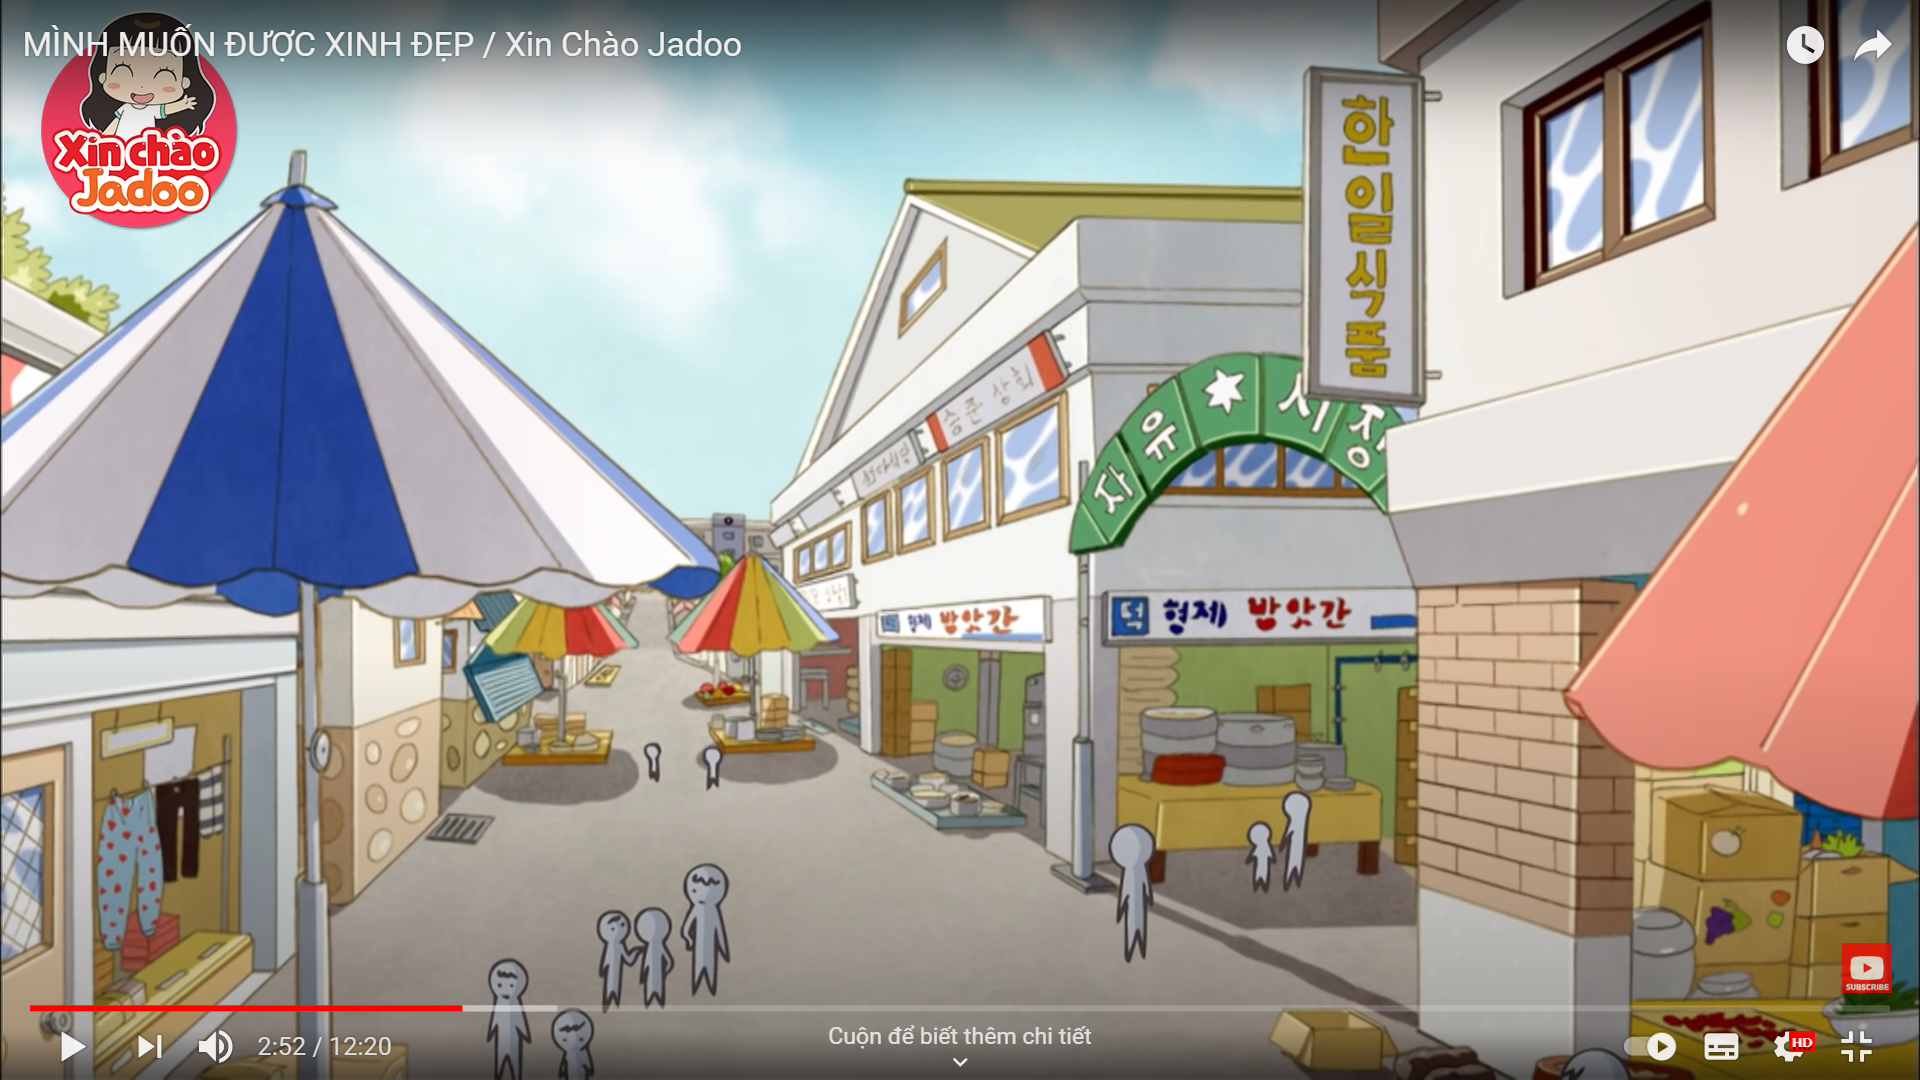 MÌNH MUỐN ĐƯỢC XINH ĐẸP / Xin Chào Jadoo
Xin chào
Jadoo
한일식품
승준 상회
자유★시장
떡 형제 방앗간
떡 형제 방앗간
SUBSCRIBE
2:52 / 12:20
Cuộn để biết thêm chi tiết
HD